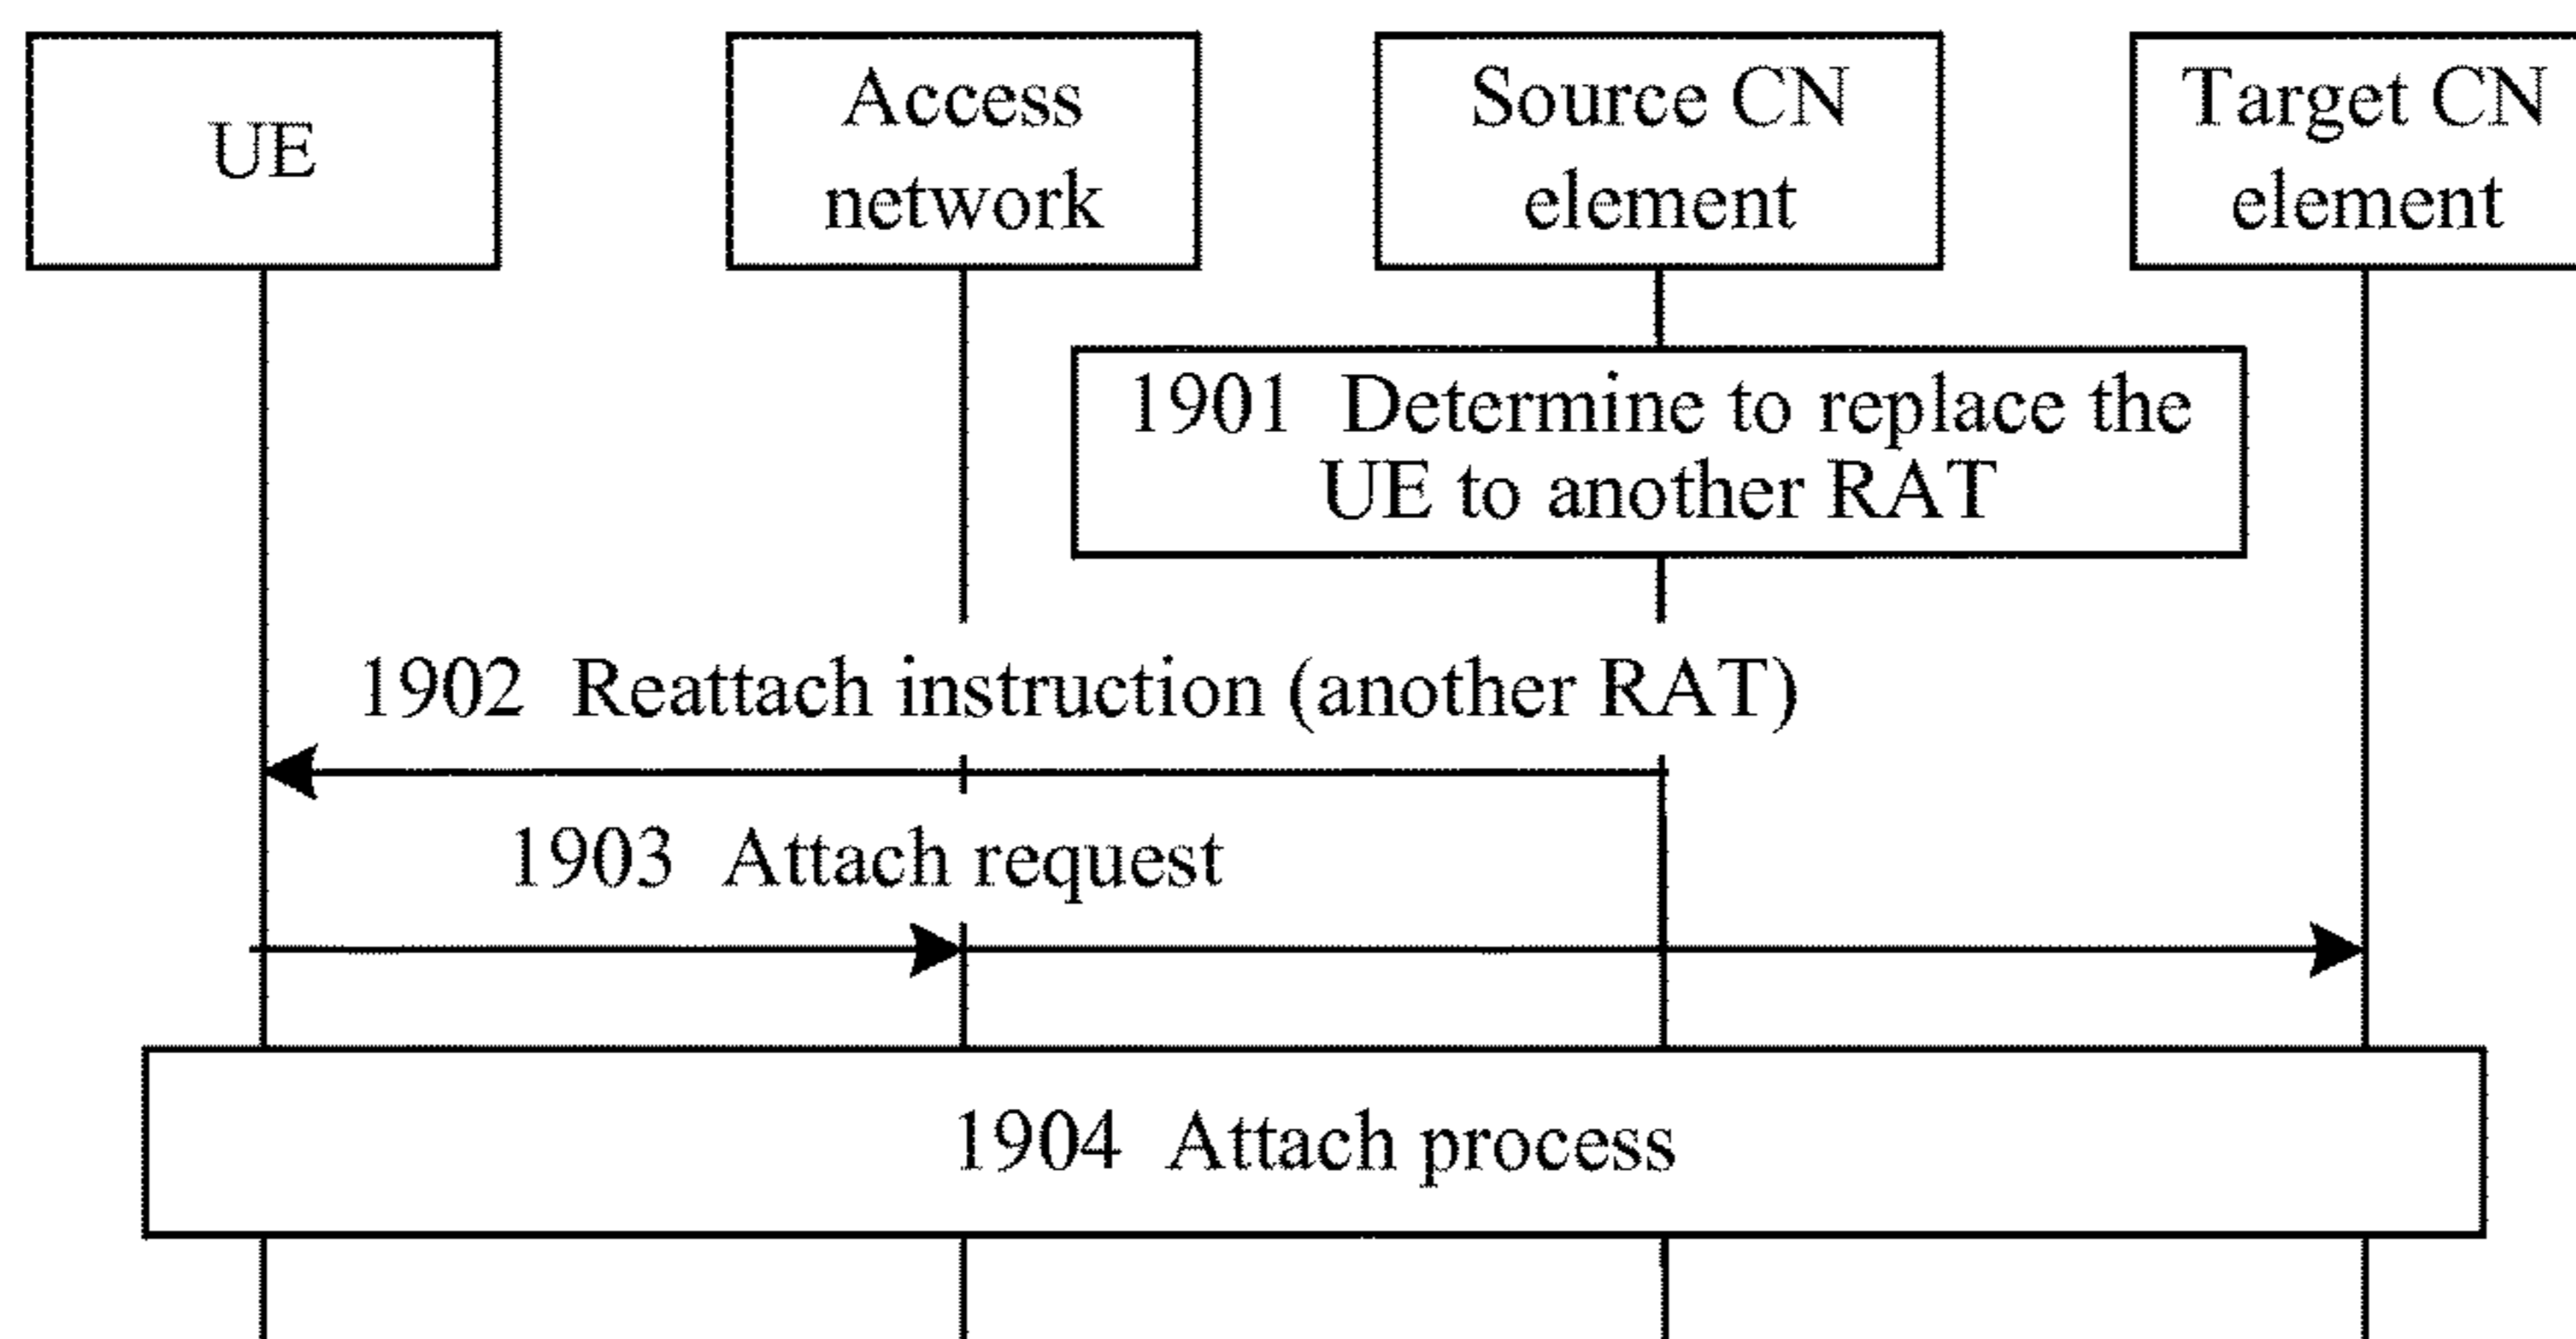 UE
Access
network
Source CN
element
Target CN
element
1901 Determine to replace the
UE to another RAT
1902 Reattach instruction (another RAT)
1903 Attach request
1904 Attach process